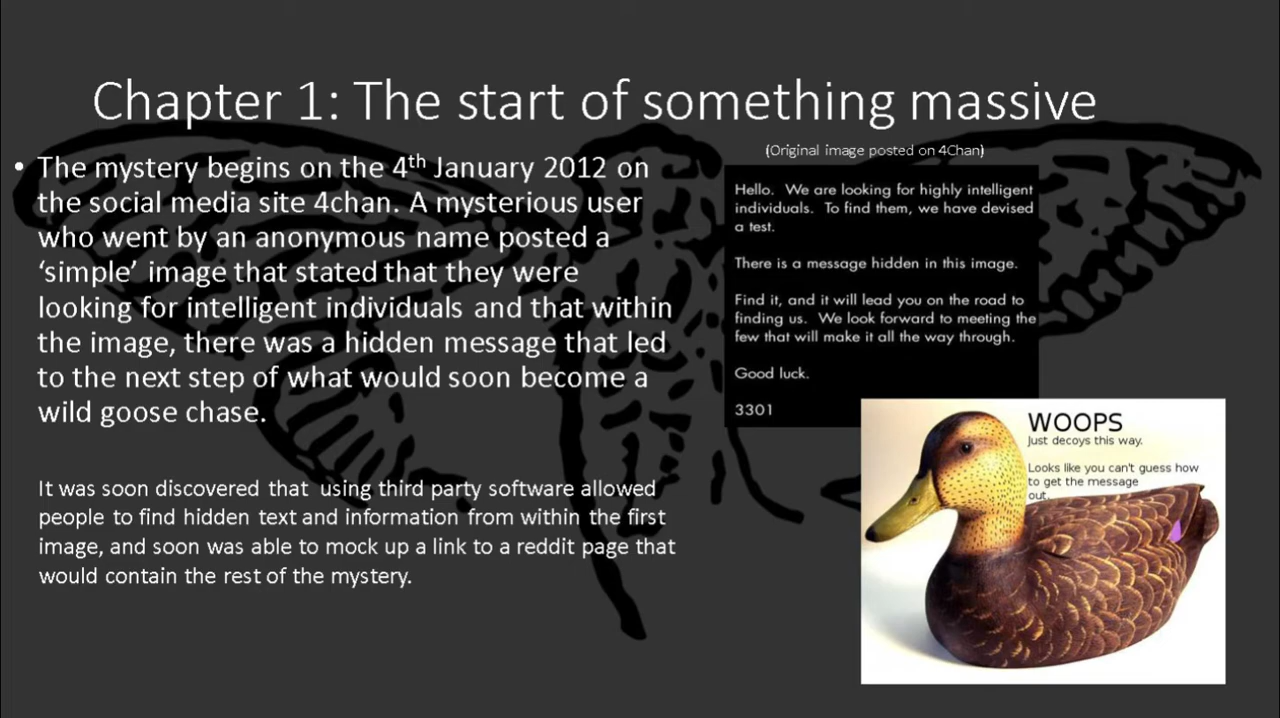 Chapter 1: The start of something massive
• The mystery begins on the 4th January 2012 on
the social media site 4chan. A mysterious user
who went by an anonymous name posted a
‘simple’ image that stated that they were
looking for intelligent individuals and that within
the image, there was a hidden message that led
to the next step of what would soon become a
wild goose chase.
It was soon discovered that using third party software allowed
people to find hidden text and information from within the first
image, and soon was able to mock up a link to a reddit page that
would contain the rest of the mystery.
(Original image posted on 4Chan)
Hello. We are looking for highly intelligent
individuals. To find them, we have devised
a test.
There is a message hidden in this image.
Find it, and it will lead you on the road to
finding us. We look forward to meeting the
few that will make it all the way through.
Good luck.
3301
WOOPS
Just decoys this way.
Looks like you can't guess how
to get the message
out.